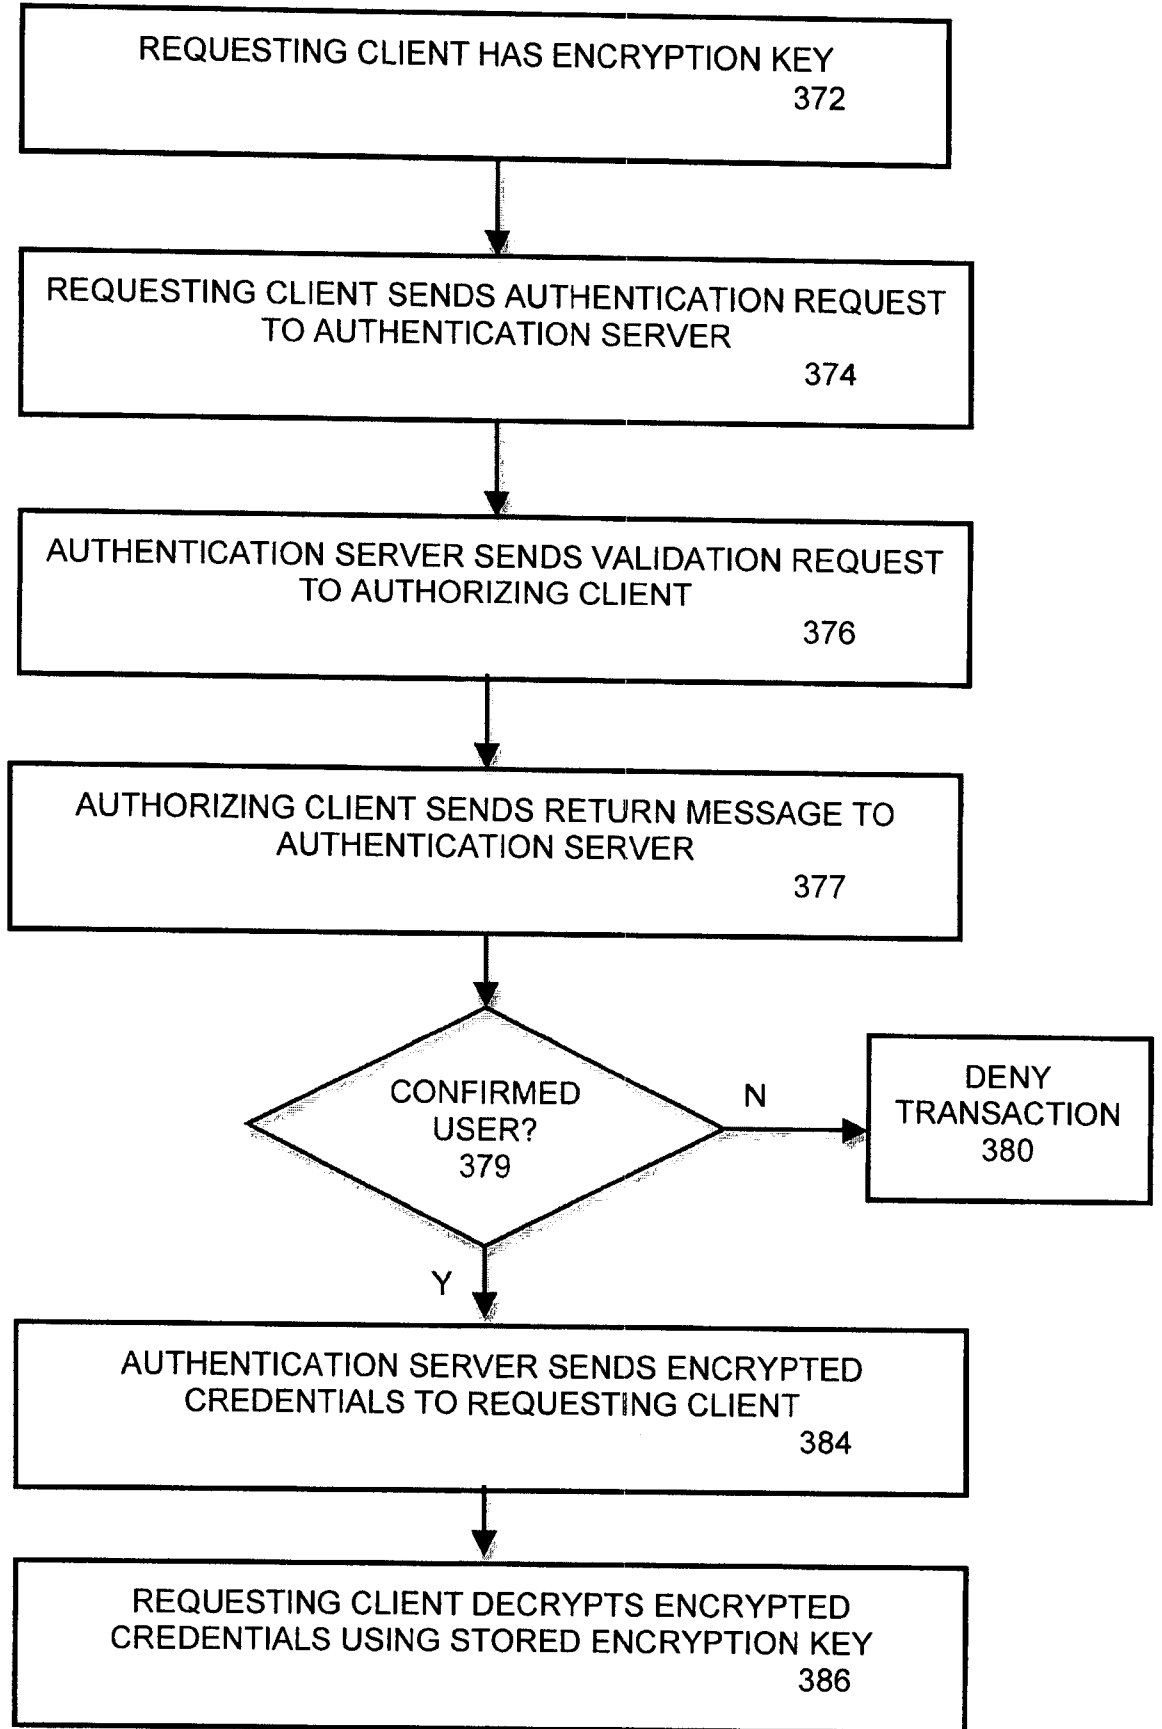 REQUESTING CLIENT HAS ENCRYPTION KEY
372
REQUESTING CLIENT SENDS AUTHENTICATION REQUEST
TO AUTHENTICATION SERVER
374
AUTHENTICATION SERVER SENDS VALIDATION REQUEST
TO AUTHORIZING CLIENT
376
AUTHORIZING CLIENT SENDS RETURN MESSAGE TO
AUTHENTICATION SERVER
377
CONFIRMED
USER?
379
N
DENY
TRANSACTION
380
Y
AUTHENTICATION SERVER SENDS ENCRYPTED
CREDENTIALS TO REQUESTING CLIENT
384
REQUESTING CLIENT DECRYPTS ENCRYPTED
CREDENTIALS USING STORED ENCRYPTION KEY
386